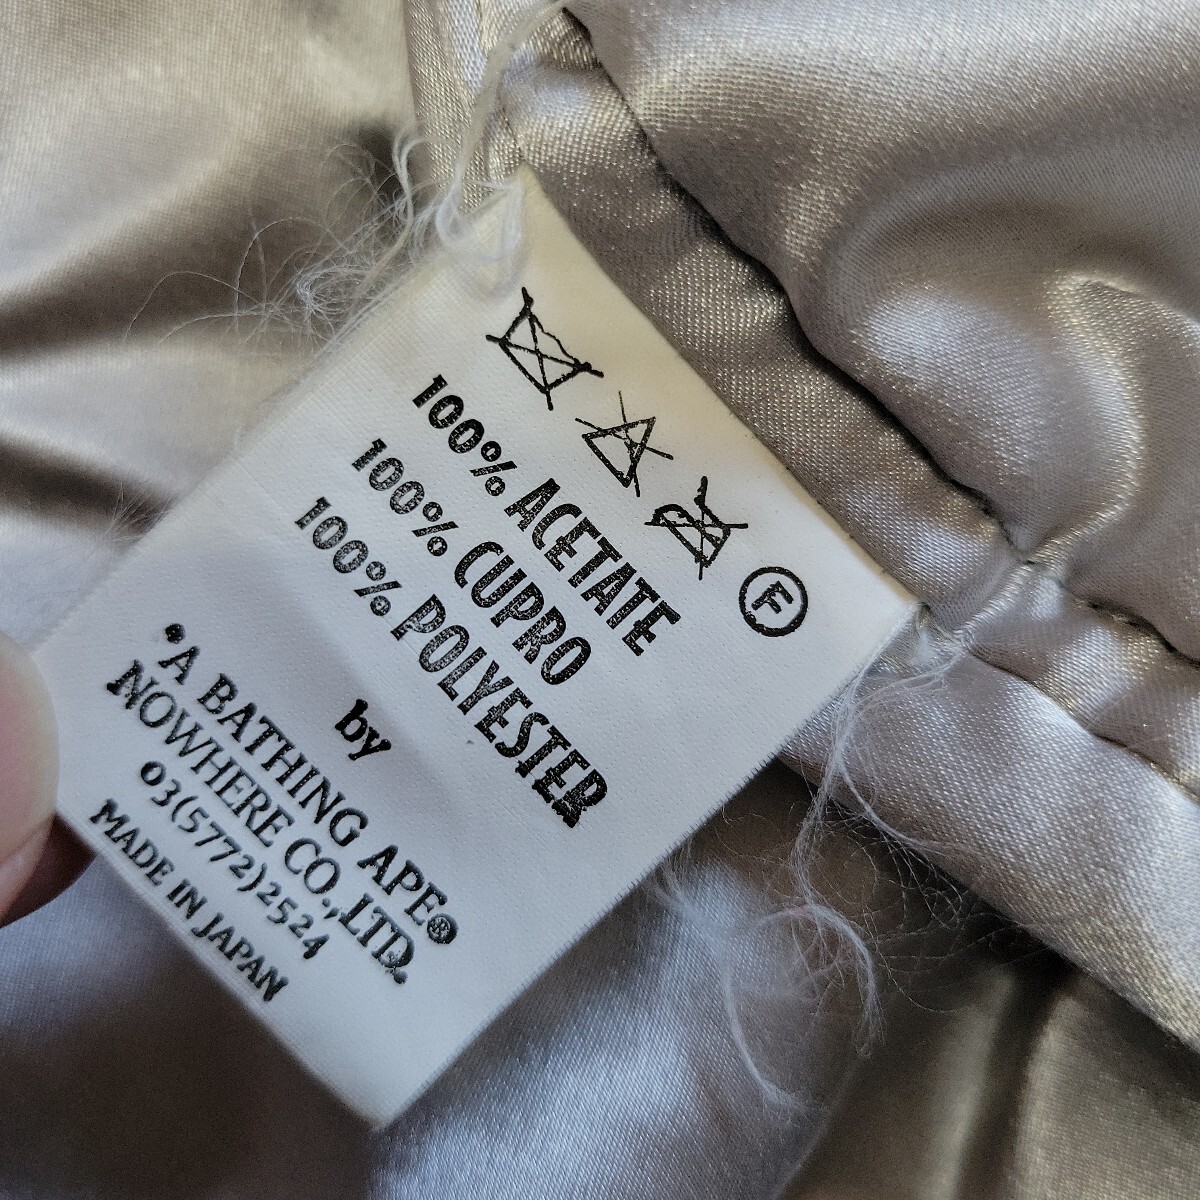 F
100% ACETATE
100% CUPRO
100% POLYESTER
by
"A BATHING APE®
NOWHERE CO.,LTD.
03(5772)2524
MADE IN JAPAN